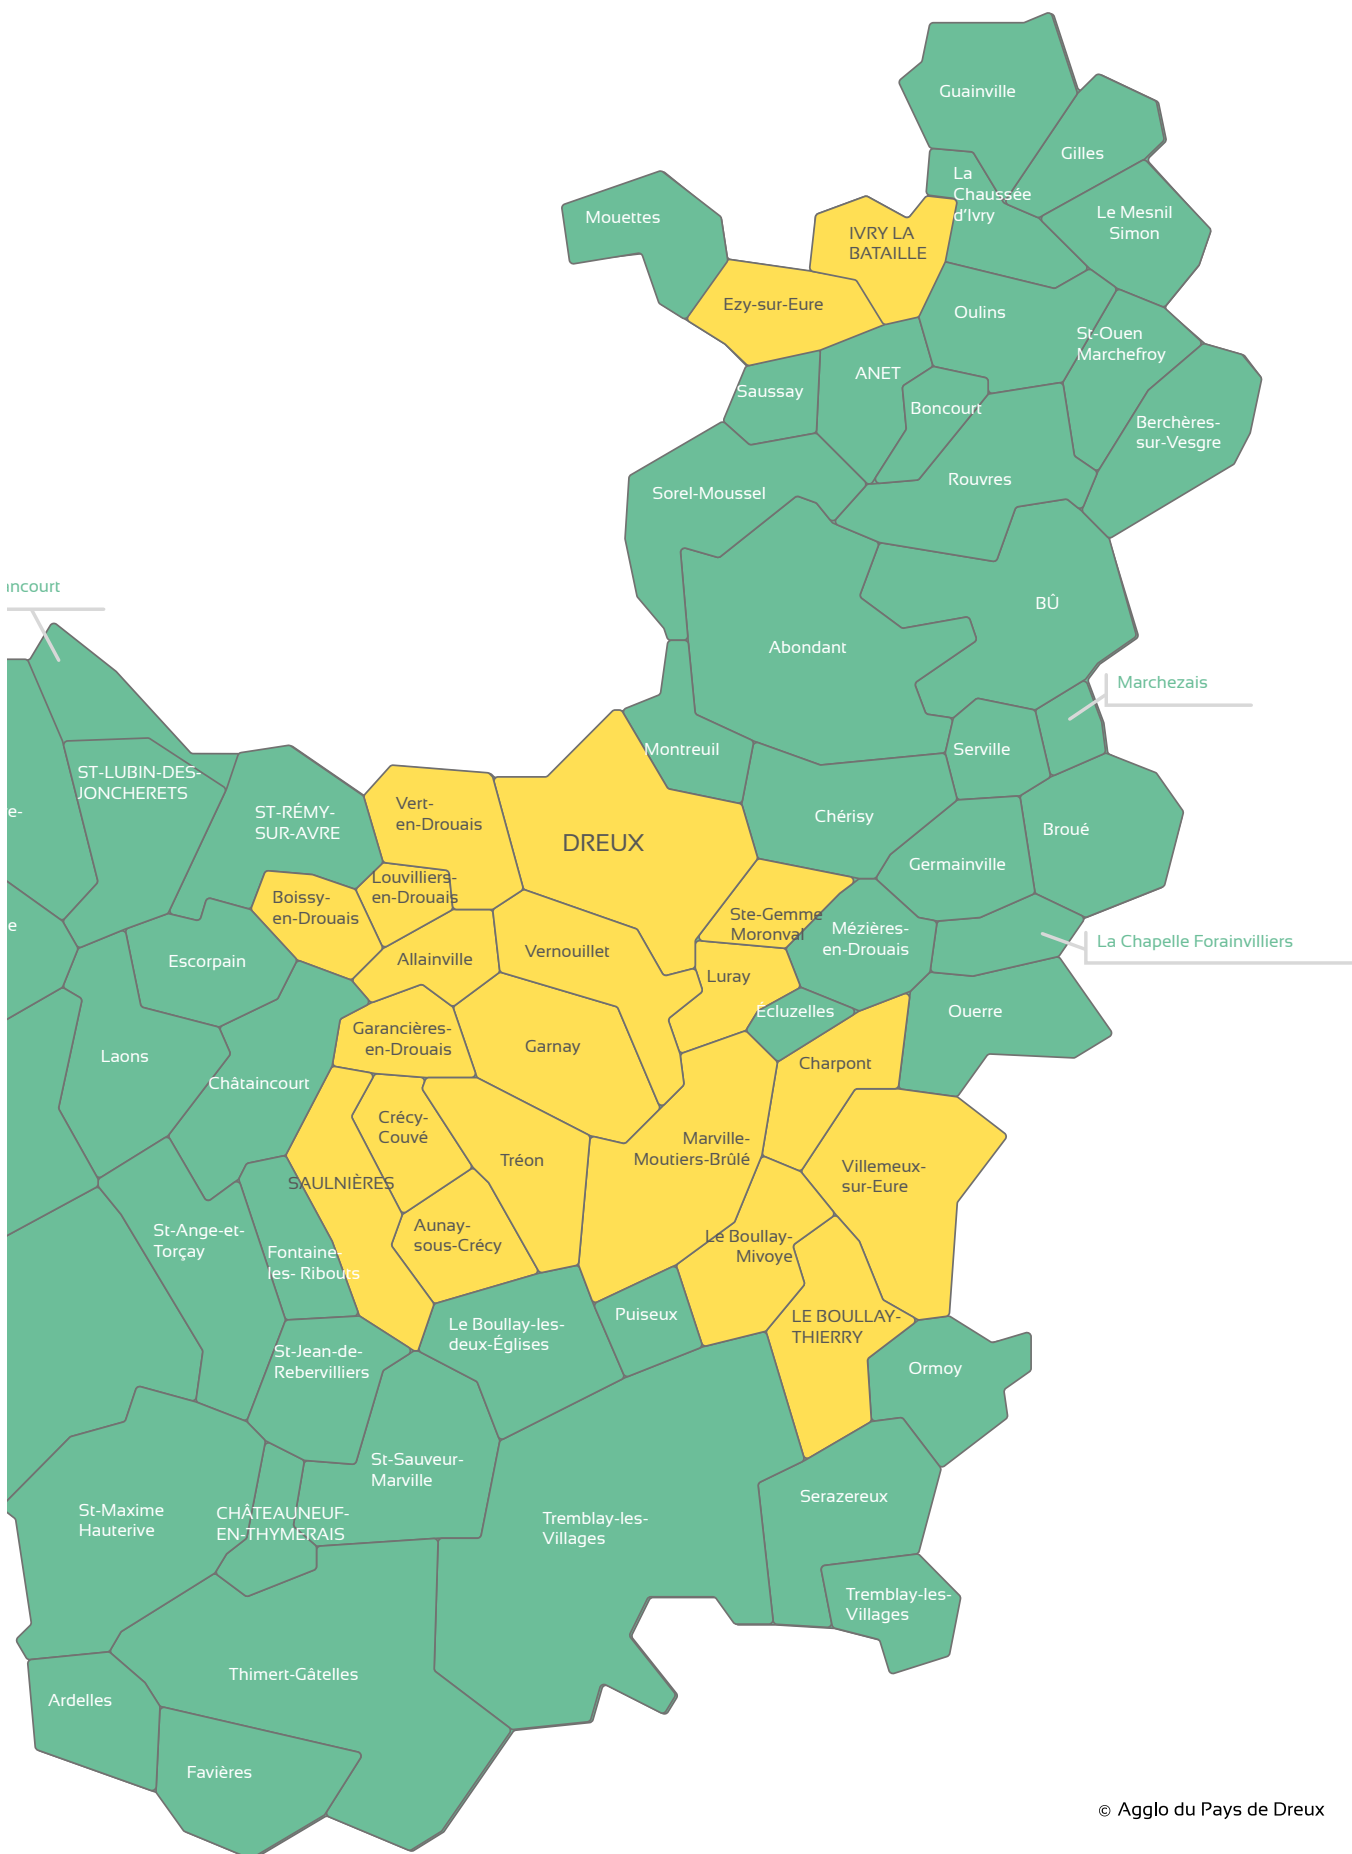 Guainville
Gilles
La
Chaussée
d'Ivry
Le Mesnil
Simon
Mouettes
IVRY LA
BATAILLE
Ezy-sur-Eure
Oulins
St-Ouen
Marchefroy
ANET
Saussay
Boncourt
Berchères-
sur-Vesgre
Rouvres
Sorel-Moussel
ncourt
BÛ
Abondant
Marchezais
Montreuil
Serville
ST-LUBIN-DES-
JONCHERETS
ST-RÉMY-
SUR-AVRE
Vert-
en-Drouais
DREUX
Chérisy
Broué
e-
Germainville
Louvilliers-
en-Drouais
Boissy-
en-Drouais
Ste-Gemme
Moronval
Mézières-
en-Drouais
e
La Chapelle Forainvilliers
Escorpain
Allainville
Vernouillet
Luray
Écluzelles
Ouerre
Garancières-
en-Drouais
Garnay
Laons
Charpont
Châtaincourt
Crécy-
Couvé
Marville-
Moutiers-Brûlé
Tréon
Villemeux-
sur-Eure
SAULNIÈRES
St-Ange-et-
Torçay
Aunay-
sous-Crécy
Le Boullay-
Mivoye
Fontaine-
les- Ribouts
Puiseux
LE BOULLAY-
THIERRY
Le Boullay-les-
deux-Églises
St-Jean-de-
Rebervilliers
Ormoy
St-Sauveur-
Marville
Serazereux
St-Maxime
Hauterive
CHÂTEAUNEUF-
EN-THYMERAIS
Tremblay-les-
Villages
Tremblay-les-
Villages
Thimert-Gâtelles
Ardelles
Favières
© Agglo du Pays de Dreux